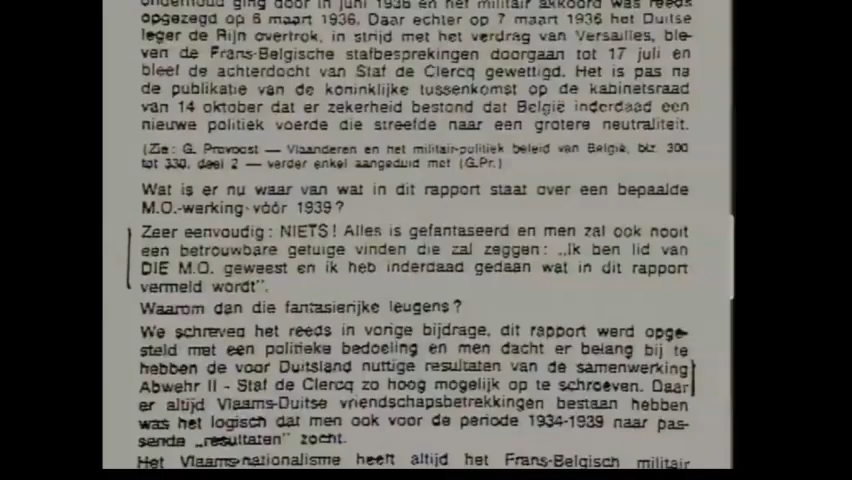 onderhoud ging door in juni 1936 en het militair akkoord was reeds
opgezegd op 6 maart 1936. Daar echter op 7 maart 1936 het Duitse
leger de Rijn overtrok, in strijd met het verdrag van Versailles, ble-
ven de Frans-Belgische stafbesprekingen doorgaan tot 17 juli en
bleef de achterdocht van Staf de Clercq gewettigd. Het is pas na
de publikatie van de koninklijke tussenkomst op de kabinetsraad
van 14 oktober dat er zekerheid bestond dat België inderdaad een
nieuwe politiek voerde die streefde naar een grotere neutraliteit.
(Zie: G. Provoost — Vlaanderen en het militair-politiek beleid van België, blz. 300
tot 330, deel 2 — verder enkel aangeduid met (G.Pr.)
Wat is er nu waar van wat in dit rapport staat over een bepaalde
M.O.-werking vóór 1939?
Zeer eenvoudig: NIETS! Alles is gefantaseerd en men zal ook nooit
een betrouwbare getuige vinden die zal zeggen: „Ik ben lid van
DIE M.O. geweest en ik heb inderdaad gedaan wat in dit rapport
vermeld wordt".
Waarom dan die fantasierijke leugens?
We schreven het reeds in vorige bijdrage, dit rapport werd opge-
steld met een politieke bedoeling en men dacht er belang bij te
hebben de voor Duitsland nuttige resultaten van de samenwerking
Abwehr II - Staf de Clercq zo hoog mogelijk op te schroeven. Daar
er altijd Vlaams-Duitse vriendschapsbetrekkingen bestaan hebben
was het logisch dat men ook voor de periode 1934-1939 naar pas-
sende „resultaten" zocht.
Het Vlaams-nationalisme heeft altijd het Frans-Belgisch militair